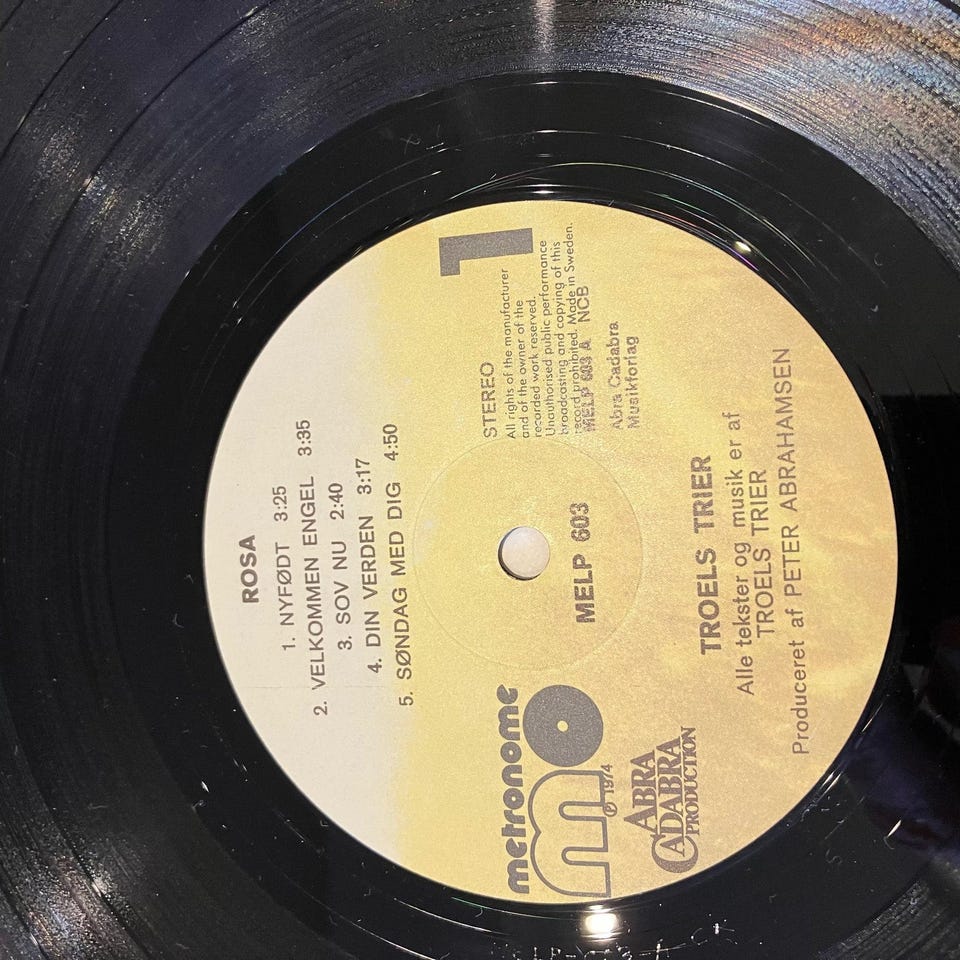 ROSA
1. NYFØDT 3:25
2. VELKOMMEN ENGEL 3:35
3. SOV NU 2:40
4. DIN VERDEN 3:17
5. SØNDAG MED DIG 4:50
metronome
℗ 1974
ABRA
CADABRA
PRODUCTION
MELP 603
STEREO
1
All rights of the manufacturer
and of the owner of the
recorded work reserved.
Unauthorised public performance
broadcasting and copying of this
record prohibited. Made in Sweden.
MELP 603 A NCB
Abra Cadabra
Musikforlag
TROELS TRIER
Alle tekster og musik er af
TROELS TRIER
Produceret af PETER ABRAHAMSEN